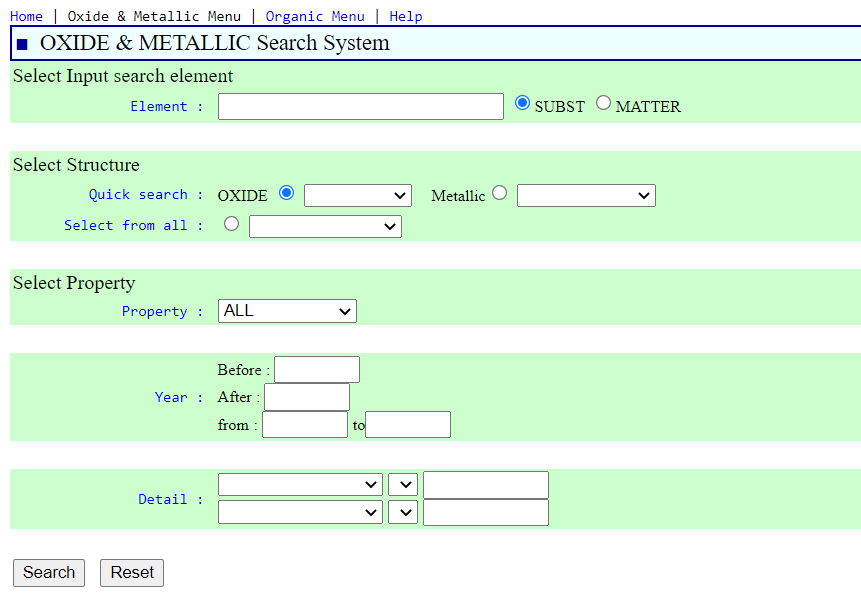 Home | Oxide & Metallic Menu | Organic Menu | Help
OXIDE & METALLIC Search System
Select Input search element
Element : SUBST MATTER
Select Structure
Quick search : OXIDE Metallic
Select from all :
Select Property
Property : ALL
Before :
Year : After :
from : to
Detail :
Search Reset